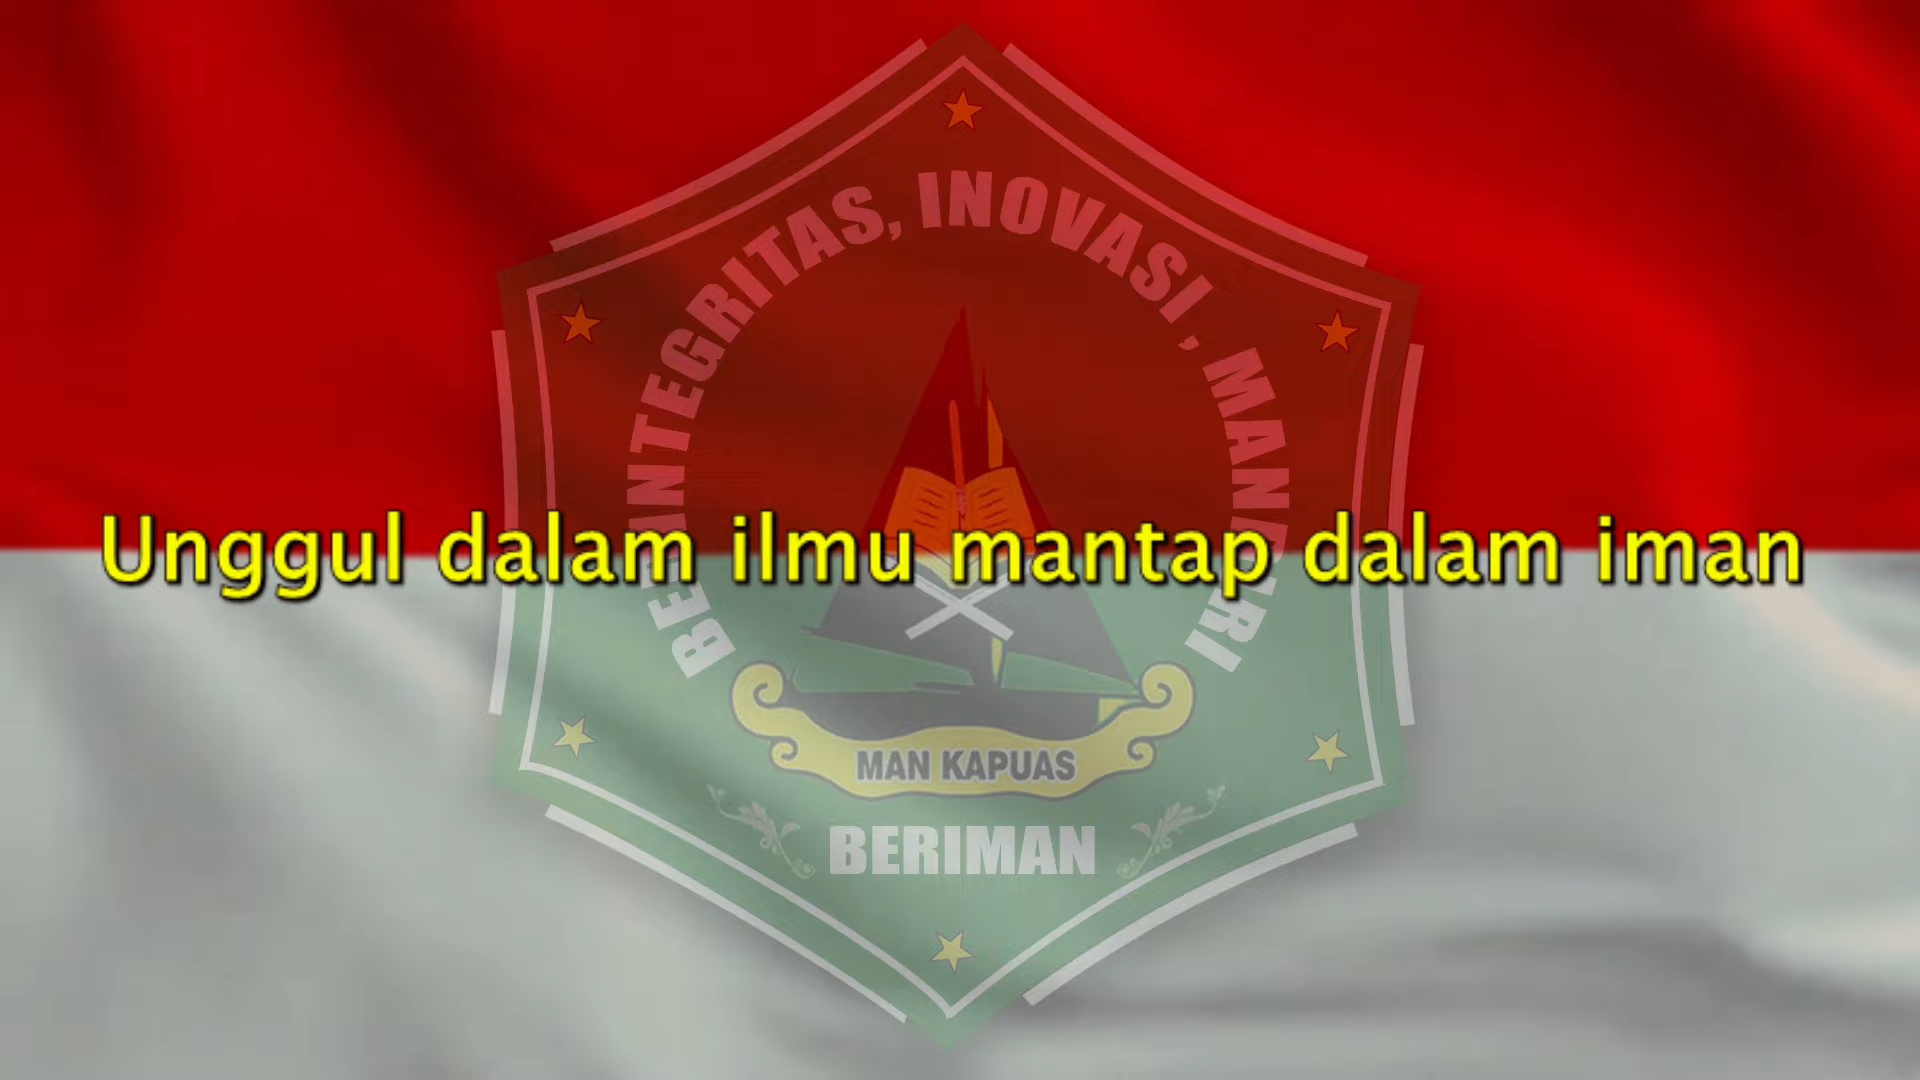 BERINTEGRITAS, INOVASI, MANDIRI
Unggul dalam ilmu mantap dalam iman
MAN KAPUAS
BERIMAN